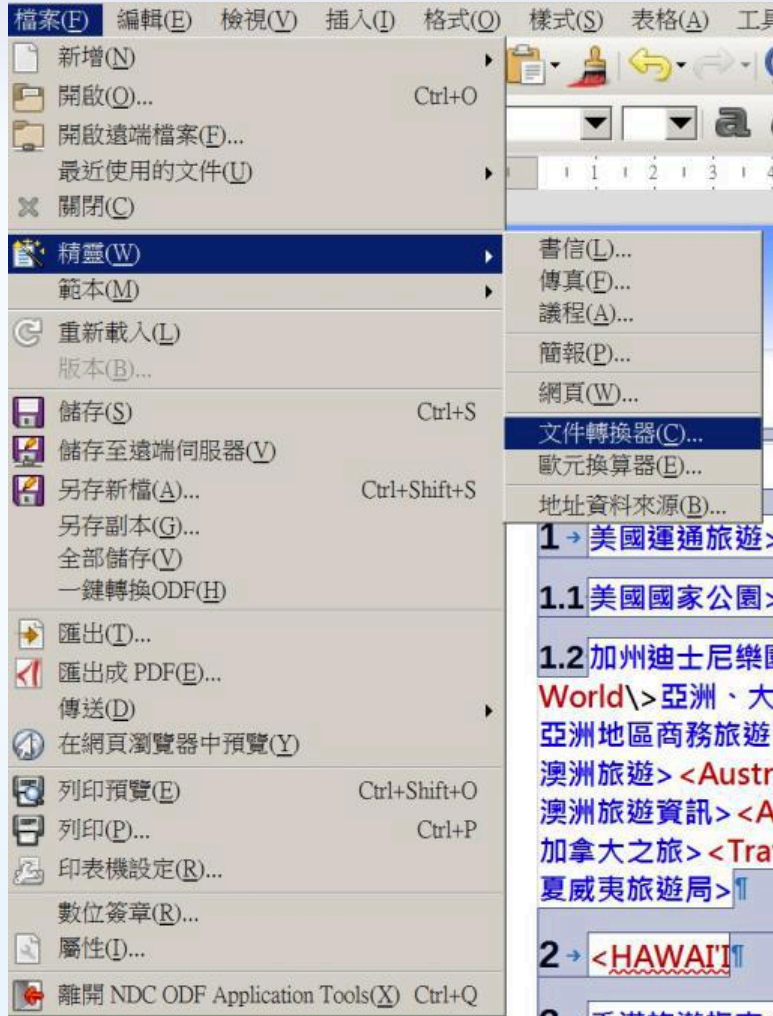 檔案(F) 編輯(E) 檢視(V) 插入(I) 格式(O) 樣式(S) 表格(A)
新增(N)
開啟(O)... Ctrl+O
開啟遠端檔案(F)...
最近使用的文件(U)
關閉(C)
精靈(W)
範本(M)
重新載入(L)
版本(B)...
儲存(S) Ctrl+S
儲存至遠端伺服器(V)
另存新檔(A)... Ctrl+Shift+S
另存副本(G)...
全部儲存(V)
一鍵轉換ODF(H)
匯出(T)...
匯出成 PDF(E)...
傳送(D)
在網頁瀏覽器中預覽(Y)
列印預覽(E) Ctrl+Shift+O
列印(P)... Ctrl+P
印表機設定(R)...
數位簽章(R)...
屬性(I)...
離開 NDC ODF Application Tools(X) Ctrl+Q
書信(L)...
傳真(F)...
議程(A)...
簡報(P)...
網頁(W)...
文件轉換器(C)...
歐元換算器(E)...
地址資料來源(B)...
1 2 3 4
1 美國運通旅遊>
1.1 美國國家公園>
1.2 加州迪士尼樂
World\>亞洲、大
亞洲地區商務旅遊
澳洲旅遊> <Austr
澳洲旅遊資訊> <A
加拿大之旅> <Tra
夏威夷旅遊局>¶
2 <HAWAI'I¶